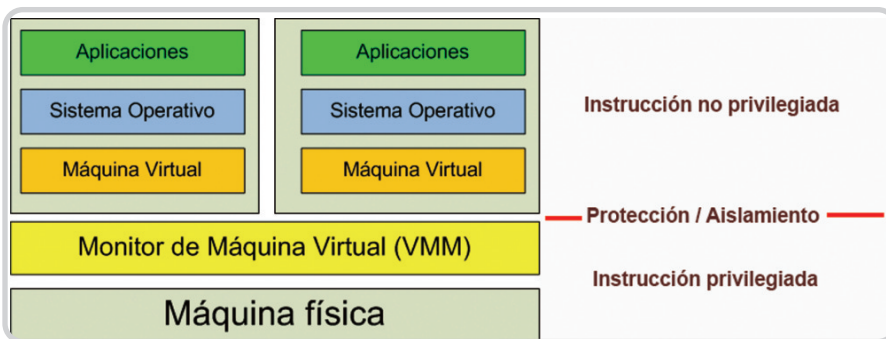 Aplicaciones
Sistema Operativo
Máquina Virtual
Aplicaciones
Sistema Operativo
Máquina Virtual
Monitor de Máquina Virtual (VMM)
Máquina física
Instrucción no privilegiada
Protección / Aislamiento
Instrucción privilegiada